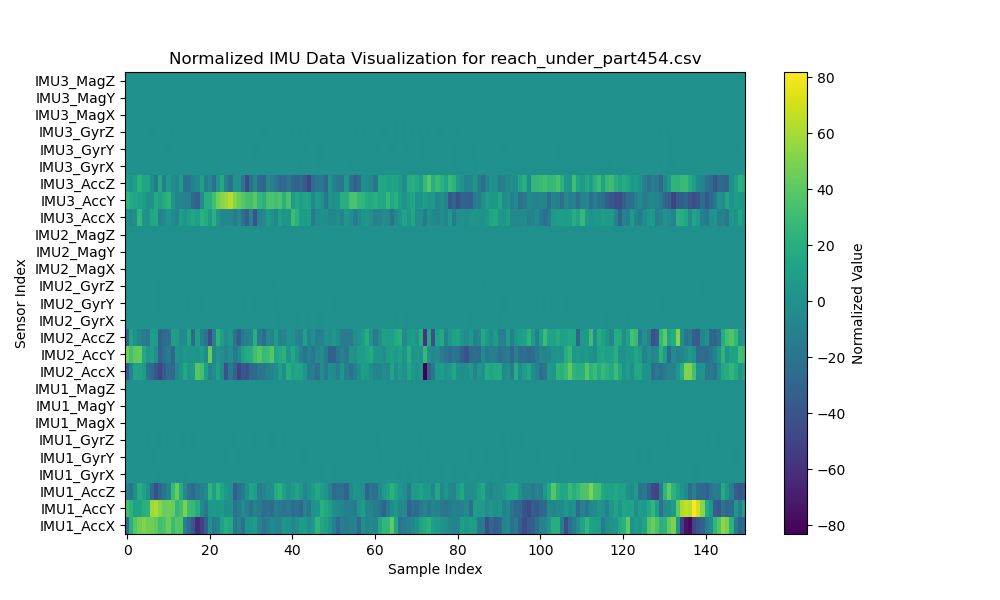 Normalized IMU Data Visualization for reach_under_part454.csv
IMU3_MagZ
IMU3_MagY
IMU3_MagX
IMU3_GyrZ
IMU3_GyrY
IMU3_GyrX
IMU3_AccZ
IMU3_AccY
IMU3_AccX
IMU2_MagZ
IMU2_MagY
IMU2_MagX
IMU2_GyrZ
IMU2_GyrY
IMU2_GyrX
IMU2_AccZ
IMU2_AccY
IMU2_AccX
IMU1_MagZ
IMU1_MagY
IMU1_MagX
IMU1_GyrZ
IMU1_GyrY
IMU1_GyrX
IMU1_AccZ
IMU1_AccY
IMU1_AccX
Sensor Index
0 20 40 60 80 100 120 140
Sample Index
80
60
40
20
0
−20
−40
−60
−80
Normalized Value